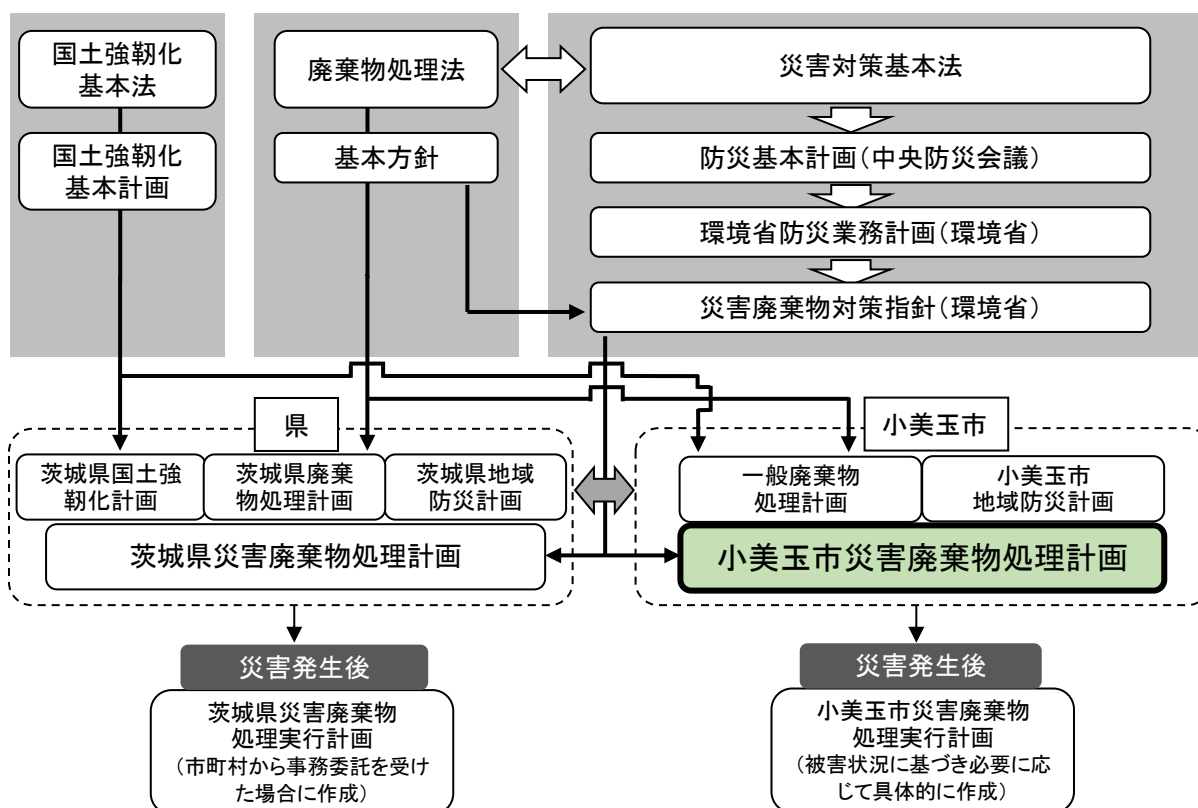 国土強靭化
基本法
国土強靭化
基本計画
廃棄物処理法
基本方針
災害対策基本法
防災基本計画(中央防災会議)
環境省防災業務計画(環境省)
災害廃棄物対策指針(環境省)
県
茨城県国土強
靭化計画
茨城県廃棄
物処理計画
茨城県地域
防災計画
茨城県災害廃棄物処理計画
小美玉市
一般廃棄物
処理計画
小美玉市
地域防災計画
小美玉市災害廃棄物処理計画
災害発生後
茨城県災害廃棄物
処理実行計画
(市町村から事務委託を受け
た場合に作成)
災害発生後
小美玉市災害廃棄物
処理実行計画
(被害状況に基づき必要に応
じて具体的に作成)